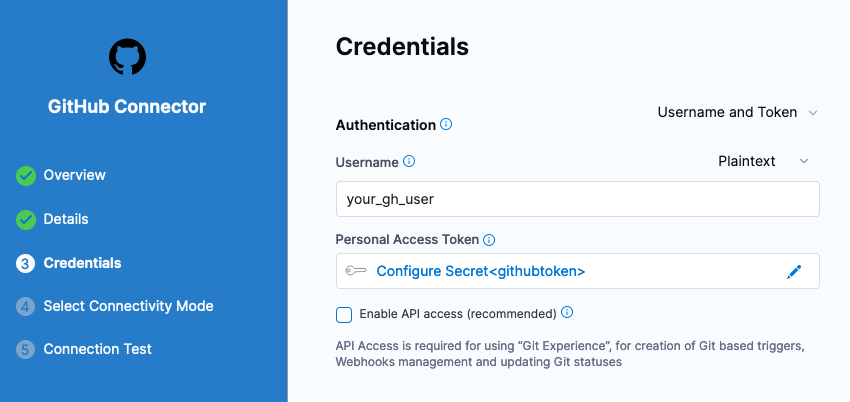 GitHub Connector
Overview
Details
3 Credentials
4 Select Connectivity Mode
5 Connection Test
Credentials
Authentication
Username and Token
Username
Plaintext
your_gh_user
Personal Access Token
Configure Secret<githubtoken>
Enable API access (recommended)
API Access is required for using “Git Experience”, for creation of Git based triggers,
Webhooks management and updating Git statuses